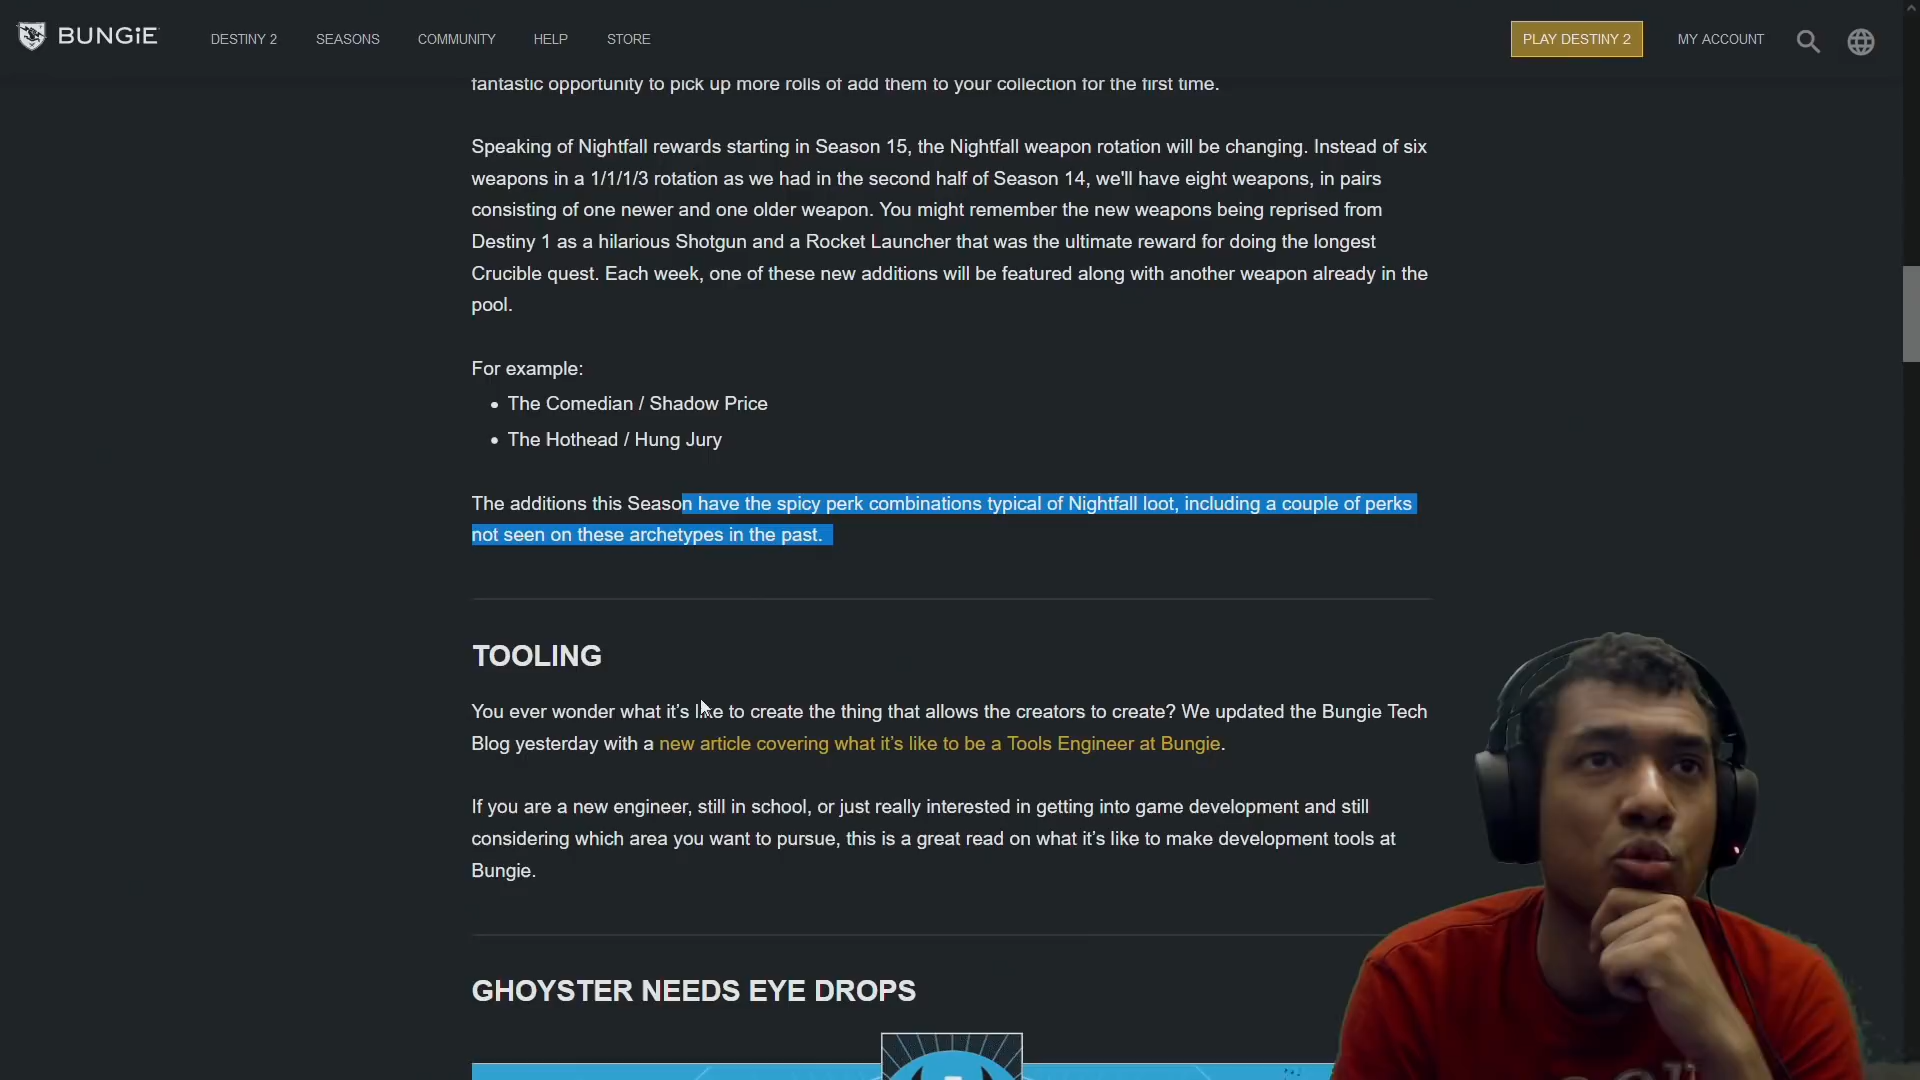 BUNGiE
DESTINY 2 SEASONS COMMUNITY HELP STORE
PLAY DESTINY 2 MY ACCOUNT
fantastic opportunity to pick up more rolls of add them to your collection for the first time.
Speaking of Nightfall rewards starting in Season 15, the Nightfall weapon rotation will be changing. Instead of six
weapons in a 1/1/1/3 rotation as we had in the second half of Season 14, we'll have eight weapons, in pairs
consisting of one newer and one older weapon. You might remember the new weapons being reprised from
Destiny 1 as a hilarious Shotgun and a Rocket Launcher that was the ultimate reward for doing the longest
Crucible quest. Each week, one of these new additions will be featured along with another weapon already in the
pool.
For example:
• The Comedian / Shadow Price
• The Hothead / Hung Jury
The additions this Season have the spicy perk combinations typical of Nightfall loot, including a couple of perks
not seen on these archetypes in the past.
TOOLING
You ever wonder what it’s like to create the thing that allows the creators to create? We updated the Bungie Tech
Blog yesterday with a new article covering what it’s like to be a Tools Engineer at Bungie.
If you are a new engineer, still in school, or just really interested in getting into game development and still
considering which area you want to pursue, this is a great read on what it’s like to make development tools at
Bungie.
GHOYSTER NEEDS EYE DROPS